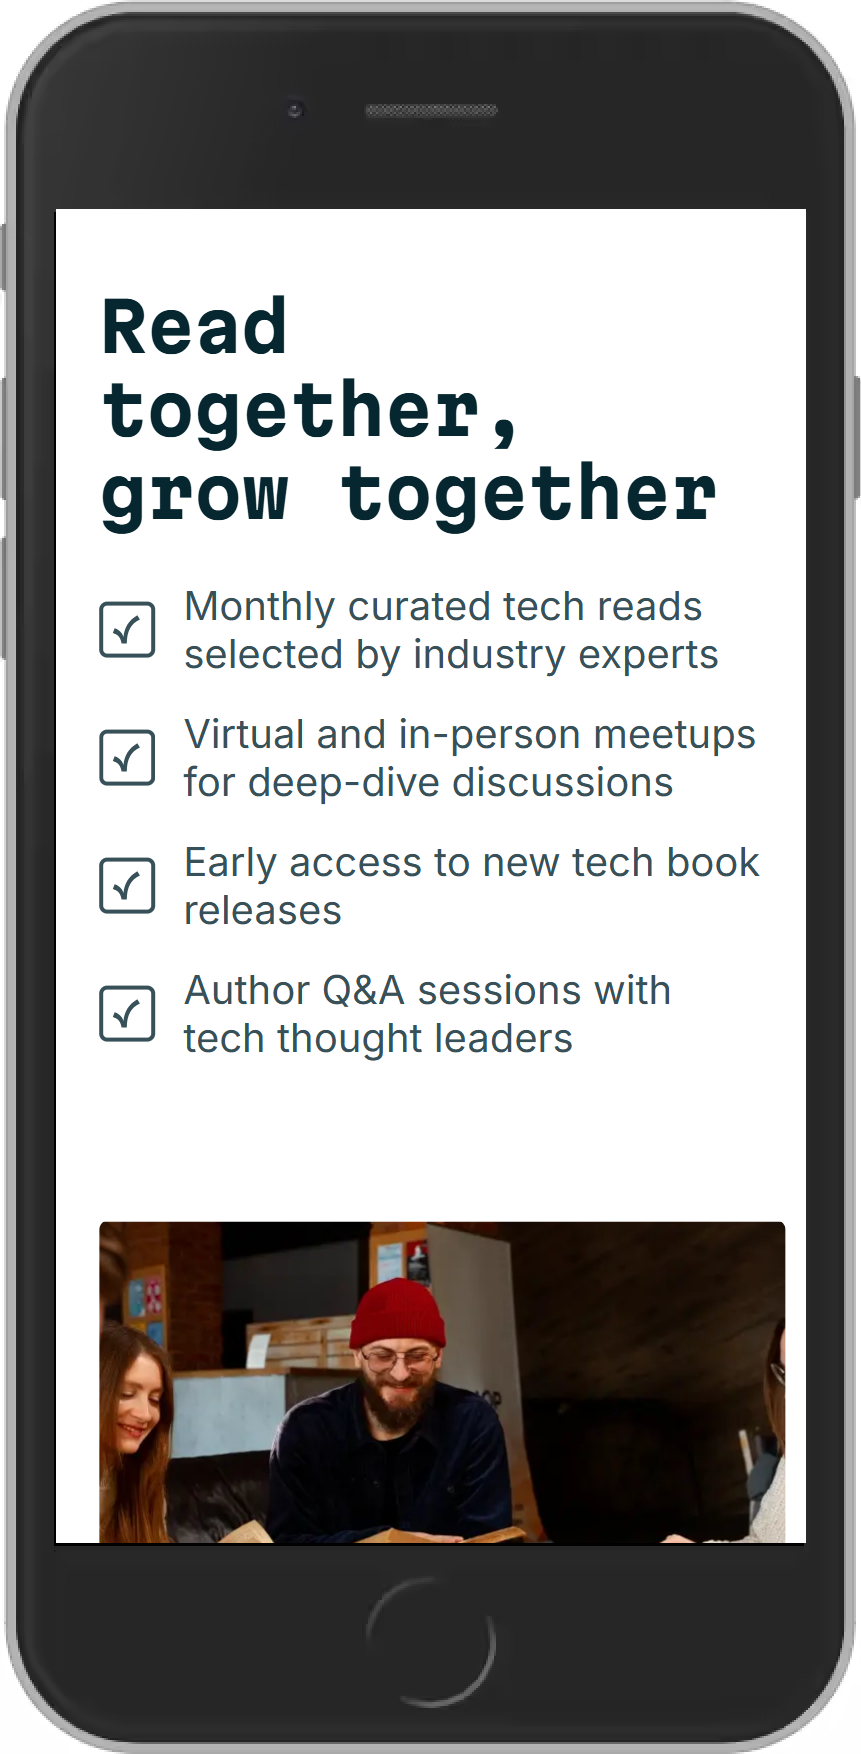 Read
together,
grow together
Monthly curated tech reads
selected by industry experts
Virtual and in-person meetups
for deep-dive discussions
Early access to new tech book
releases
Author Q&A sessions with
tech thought leaders